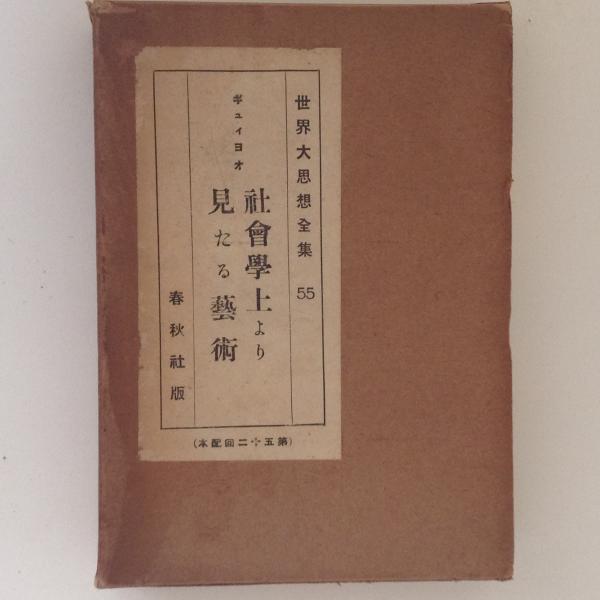 世界大思想全集 55
ギュイヨオ
社會學上より
見たる藝術
春秋社版
(第五十二回配本)